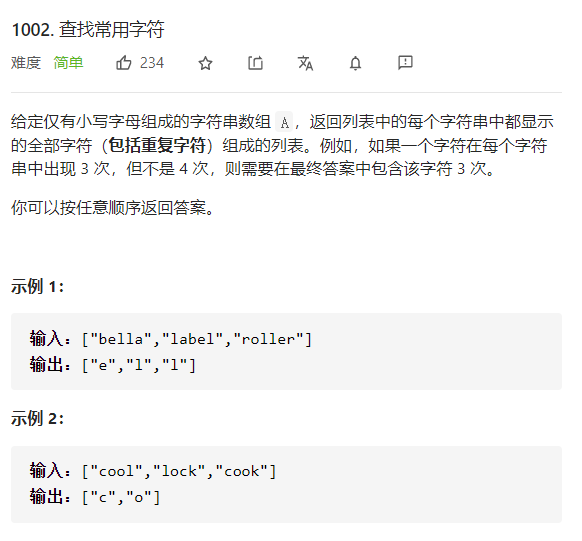 1002. 查找常用字符
难度 简单 234
给定仅有小写字母组成的字符串数组 A，返回列表中的每个字符串中都显示
的全部字符（包括重复字符）组成的列表。例如，如果一个字符在每个字符
串中出现 3 次，但不是 4 次，则需要在最终答案中包含该字符 3 次。
你可以按任意顺序返回答案。
示例 1：
输入：["bella","label","roller"]
输出：["e","l","l"]
示例 2：
输入：["cool","lock","cook"]
输出：["c","o"]